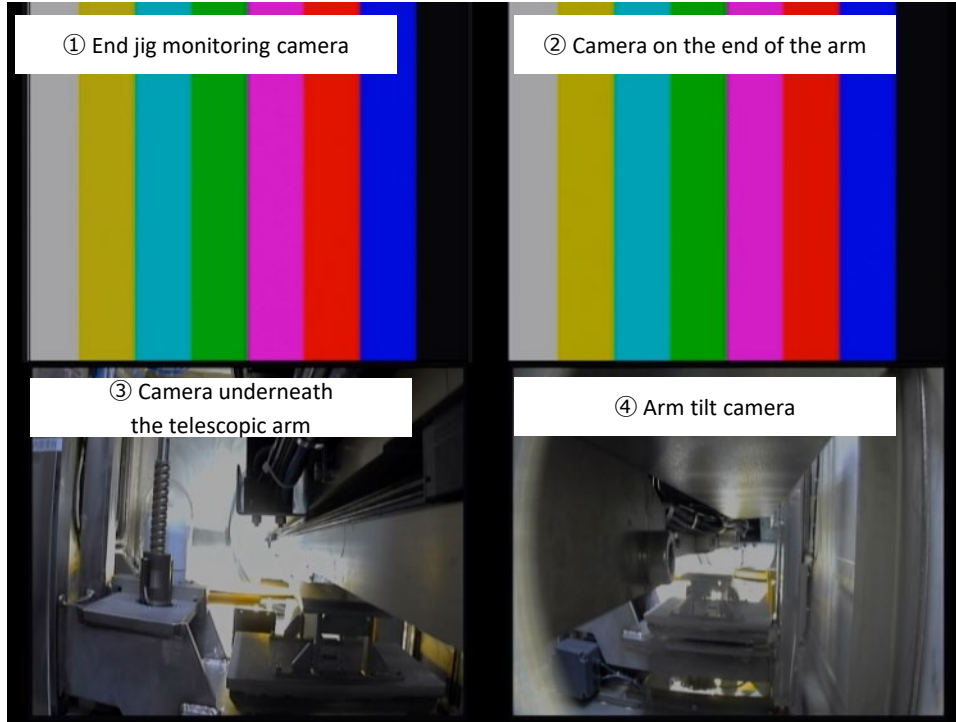 ① End jig monitoring camera
② Camera on the end of the arm
③ Camera underneath
the telescopic arm
④ Arm tilt camera